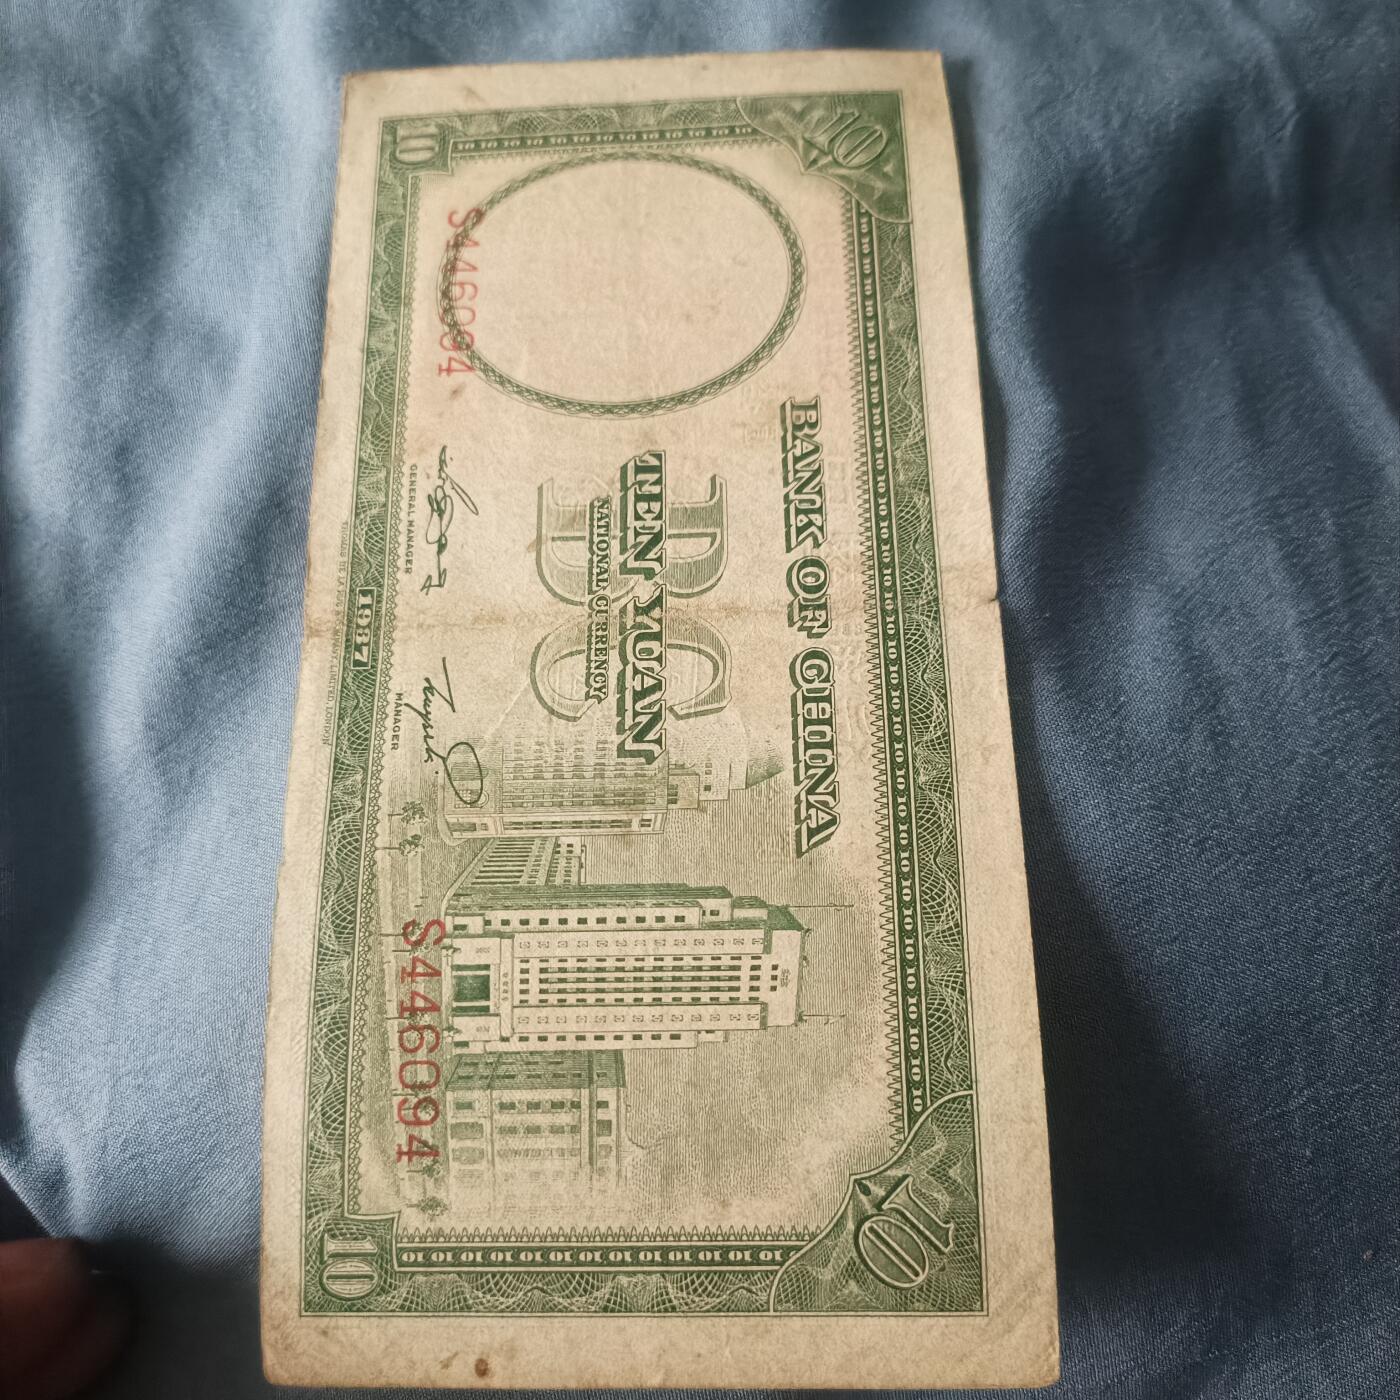 10
10
BANK OF CHINA
TEN YUAN
NATIONAL CURRENCY
S446094
S446094
GENERAL MANAGER
MANAGER
1937
10
10